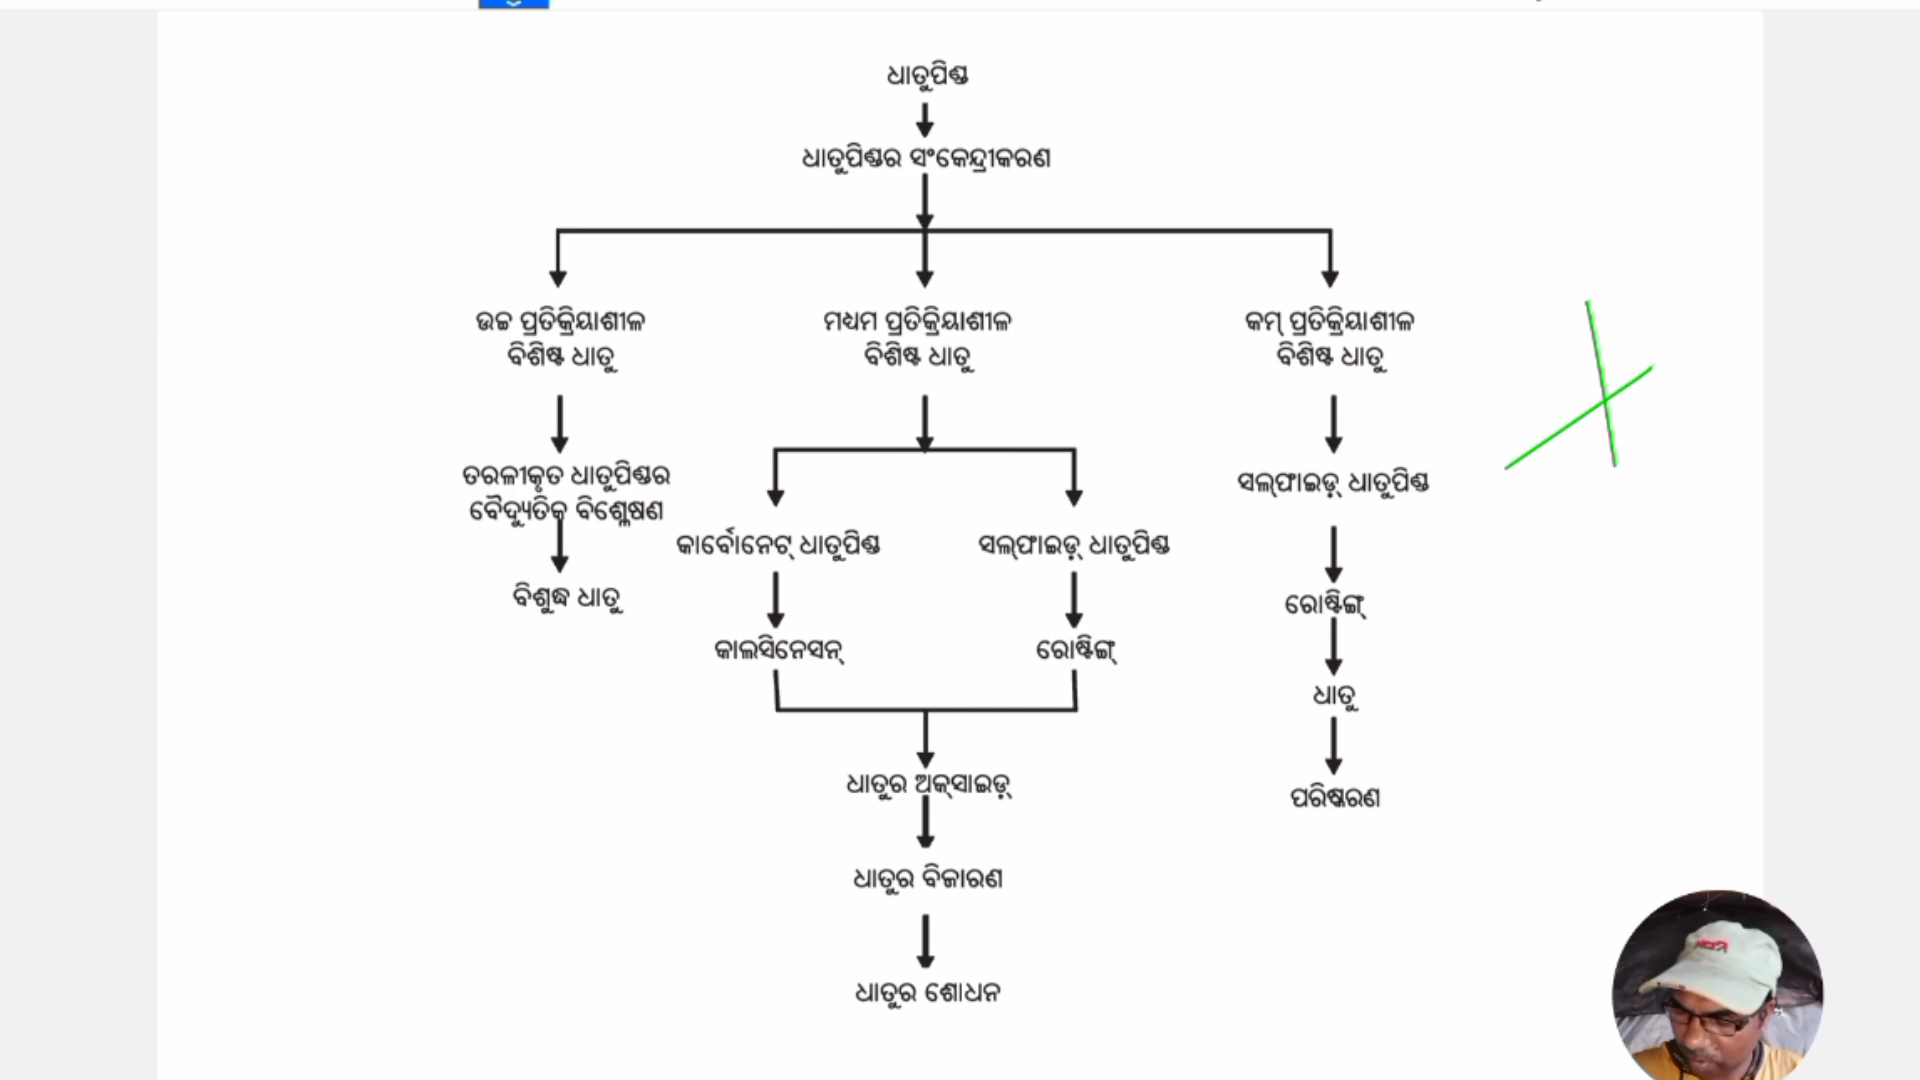 ଧାତୁପିଣ୍ଡ
ଧାତୁପିଣ୍ଡର ସଂକେନ୍ଦ୍ରୀକରଣ
ଉଚ୍ଚ ପ୍ରତିକ୍ରିୟାଶୀଳ
ବିଶିଷ୍ଟ ଧାତୁ
ମଧ୍ୟମ ପ୍ରତିକ୍ରିୟାଶୀଳ
ବିଶିଷ୍ଟ ଧାତୁ
କମ୍ ପ୍ରତିକ୍ରିୟାଶୀଳ
ବିଶିଷ୍ଟ ଧାତୁ
ତରଳୀକୃତ ଧାତୁପିଣ୍ଡର
ବୈଦ୍ୟୁତିକ ବିଶ୍ଳେଷଣ
ସଲ୍‌ଫାଇଡ଼୍ ଧାତୁପିଣ୍ଡ
କାର୍ବୋନେଟ୍ ଧାତୁପିଣ୍ଡ
ସଲ୍‌ଫାଇଡ଼୍ ଧାତୁପିଣ୍ଡ
ବିଶୁଦ୍ଧ ଧାତୁ
ରୋଷ୍ଟିଙ୍ଗ୍
କାଲସିନେସନ୍
ରୋଷ୍ଟିଙ୍ଗ୍
ଧାତୁ
ଧାତୁର ଅକ୍‌ସାଇଡ଼୍
ପରିଷ୍କରଣ
ଧାତୁର ବିଜାରଣ
ଧାତୁର ଶୋଧନ